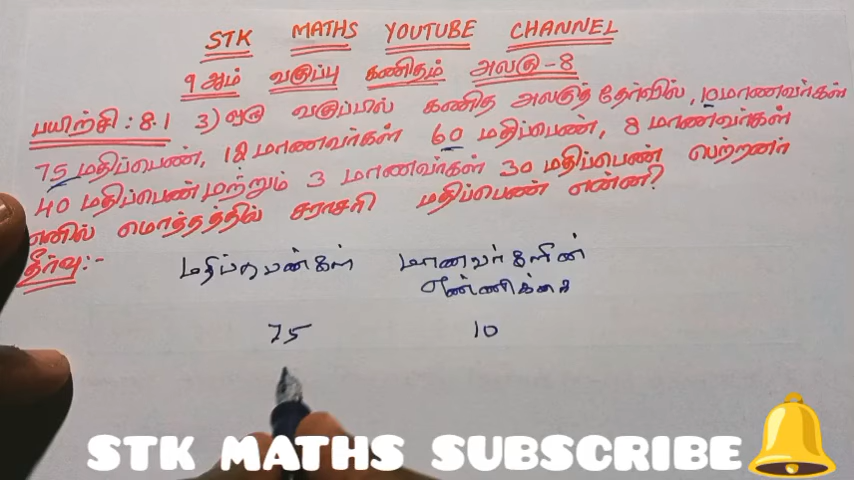 STK MATHS YOUTUBE CHANNEL
9 ஆம் வகுப்பு கணிதம் அலகு - 8
பயிற்சி : 8.1 3) ஒரு வகுப்பில் கணித அலகுத் தேர்வில், 10 மாணவர்கள்
75 மதிப்பெண், 12 மாணவர்கள் 60 மதிப்பெண், 8 மாணவர்கள்
40 மதிப்பெண் மற்றும் 3 மாணவர்கள் 30 மதிப்பெண் பெற்றனர்
எனில் மொத்தத்தில் சராசரி மதிப்பெண் என்ன?
தீர்வு:-
மதிப்பெண்கள் மாணவர்களின்
எண்ணிக்கை
75 10
STK MATHS SUBSCRIBE